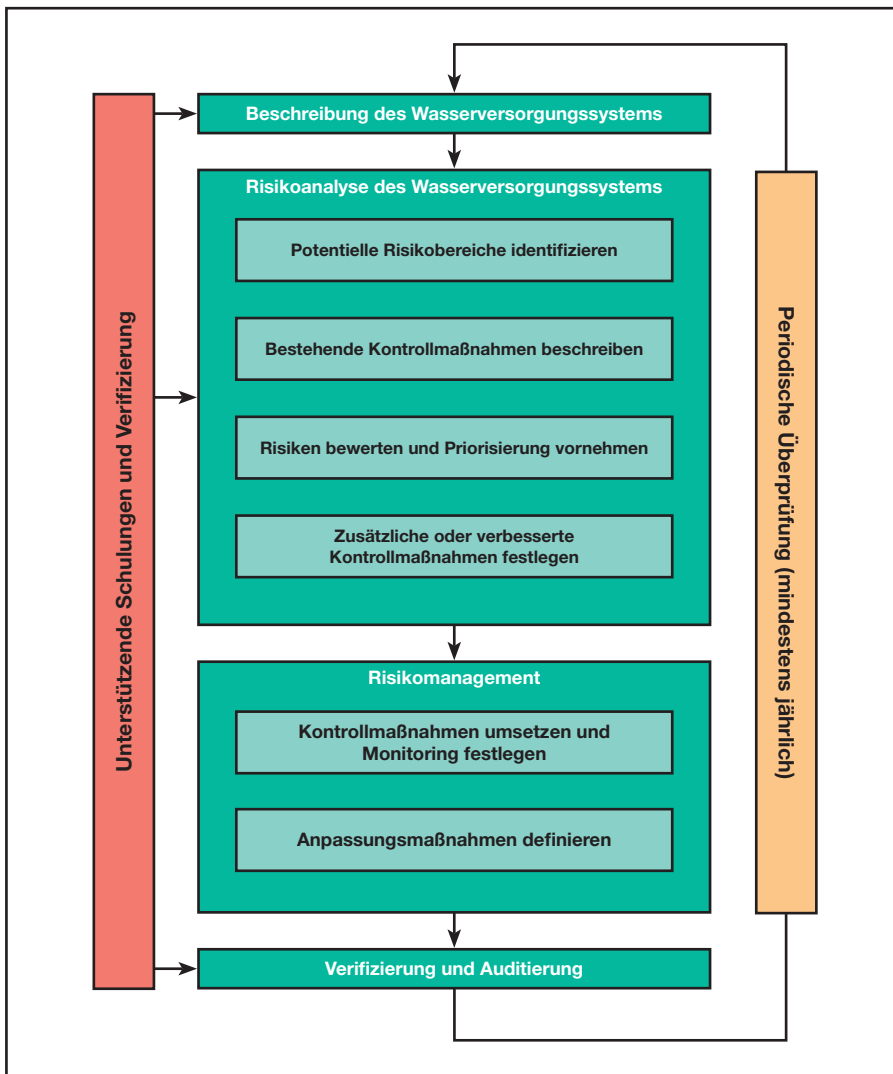 Beschreibung des Wasserversorgungssystems
Risikoanalyse des Wasserversorgungssystems
Potentielle Risikobereiche identifizieren
Bestehende Kontrollmaßnahmen beschreiben
Risiken bewerten und Priorisierung vornehmen
Zusätzliche oder verbesserte
Kontrollmaßnahmen festlegen
Risikomanagement
Kontrollmaßnahmen umsetzen und
Monitoring festlegen
Anpassungsmaßnahmen definieren
Verifizierung und Auditierung
Unterstützende Schulungen und Verifizierung
Periodische Überprüfung (mindestens jährlich)